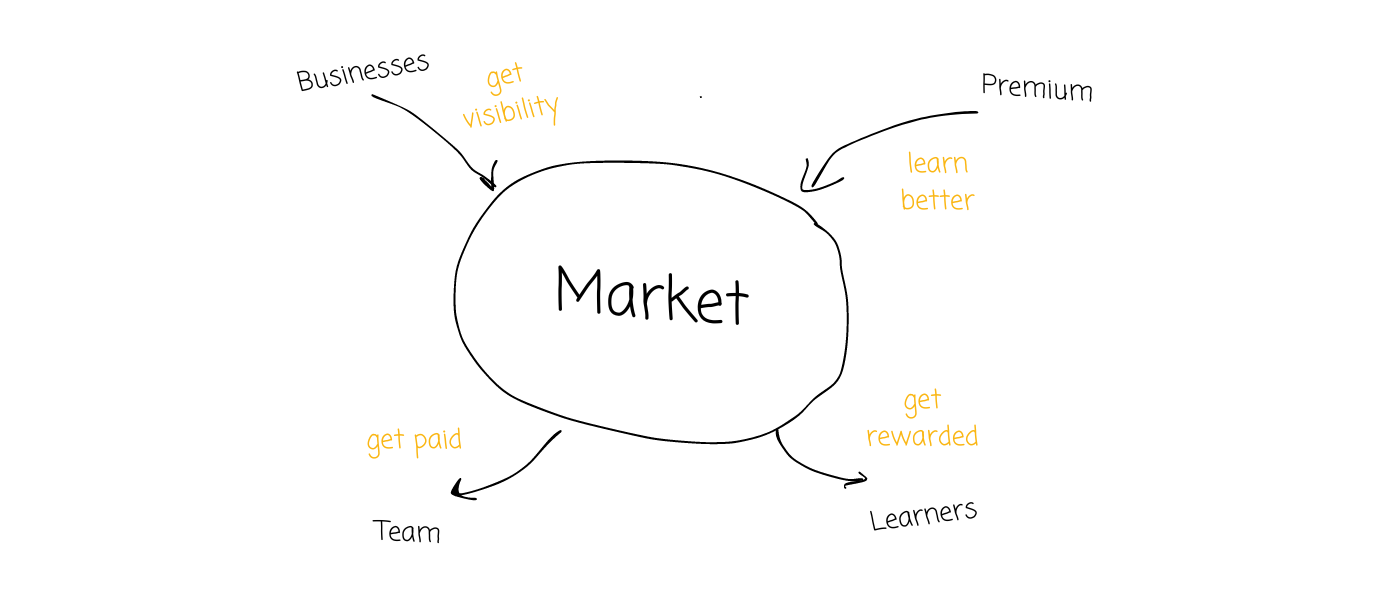 Businesses
get
visibility
Premium
learn
better
Market
get paid
Team
get
rewarded
Learners